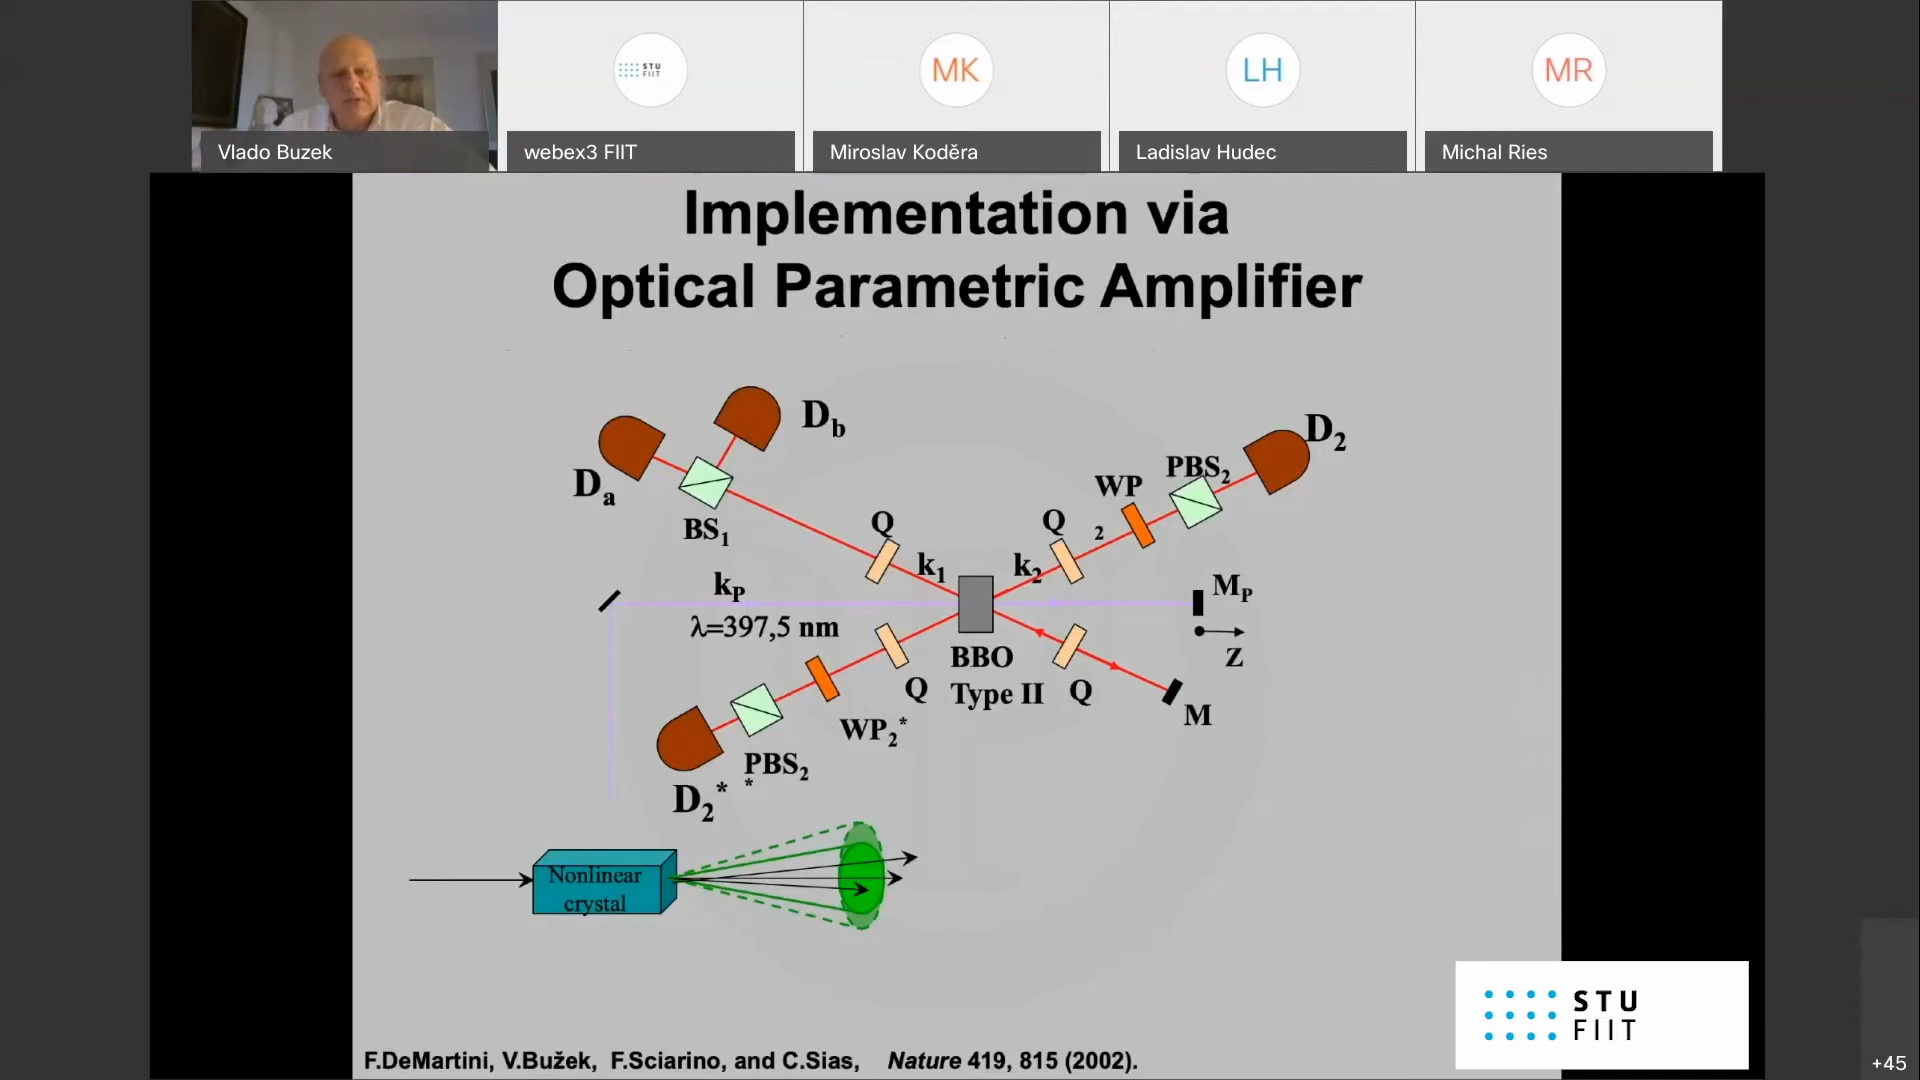 STU
FIIT
MK
LH
MR
Vlado Buzek
webex3 FIIT
Miroslav Koděra
Ladislav Hudec
Michal Ries
Implementation via
Optical Parametric Amplifier
Db
D2
Da
PBS2
WP
2
BS1
Q
Q
k1
k2
kP
MP
λ=397,5 nm
Z
BBO
Type II
Q
Q
M
WP2*
PBS2
*
D2*
Nonlinear
crystal
STU
FIIT
F.DeMartini, V.Bužek, F.Sciarino, and C.Sias, Nature 419, 815 (2002).
+45